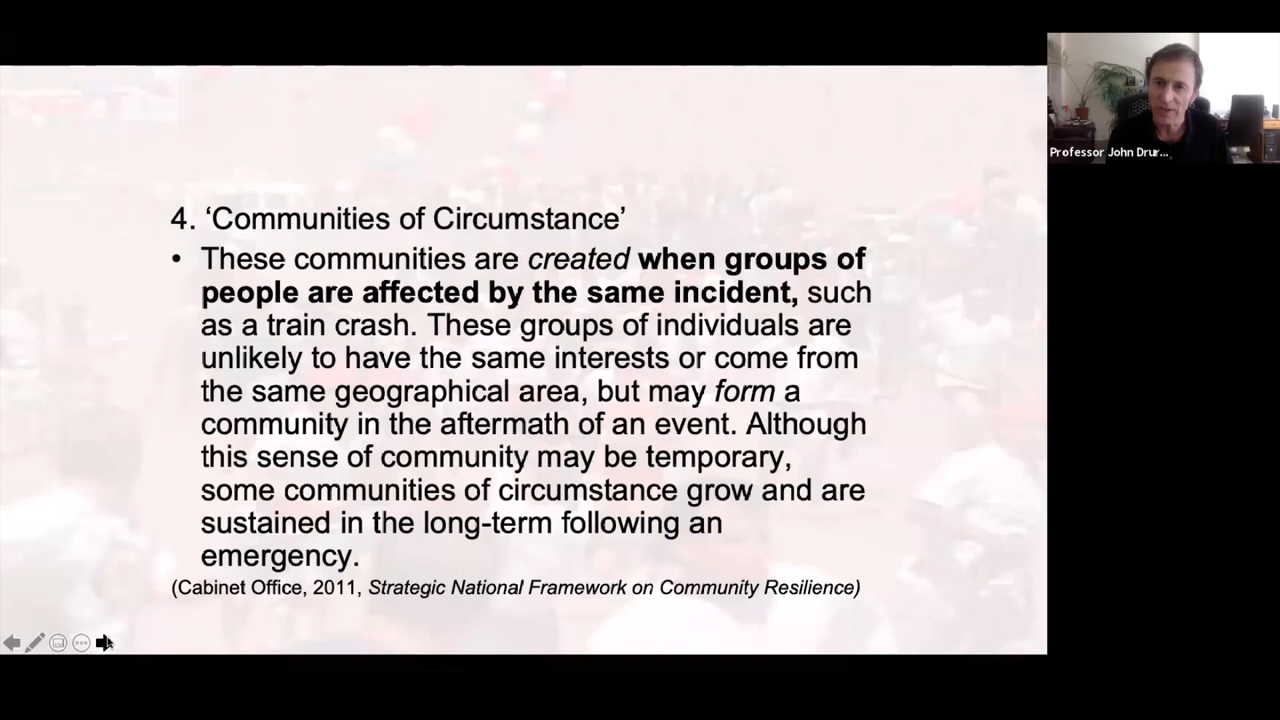 4. ‘Communities of Circumstance’
• These communities are created when groups of
people are affected by the same incident, such
as a train crash. These groups of individuals are
unlikely to have the same interests or come from
the same geographical area, but may form a
community in the aftermath of an event. Although
this sense of community may be temporary,
some communities of circumstance grow and are
sustained in the long-term following an
emergency.
(Cabinet Office, 2011, Strategic National Framework on Community Resilience)
Professor John Drur...